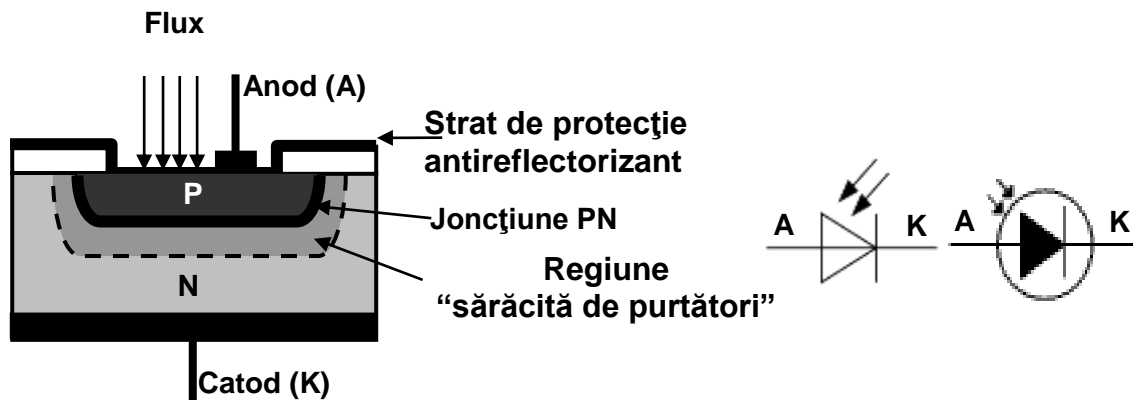 Flux
Anod (A)
Strat de protecţie
antireflectorizant
P
Joncţiune PN
A
K
A
K
Regiune
N
“sărăcită de purtători”
Catod (K)